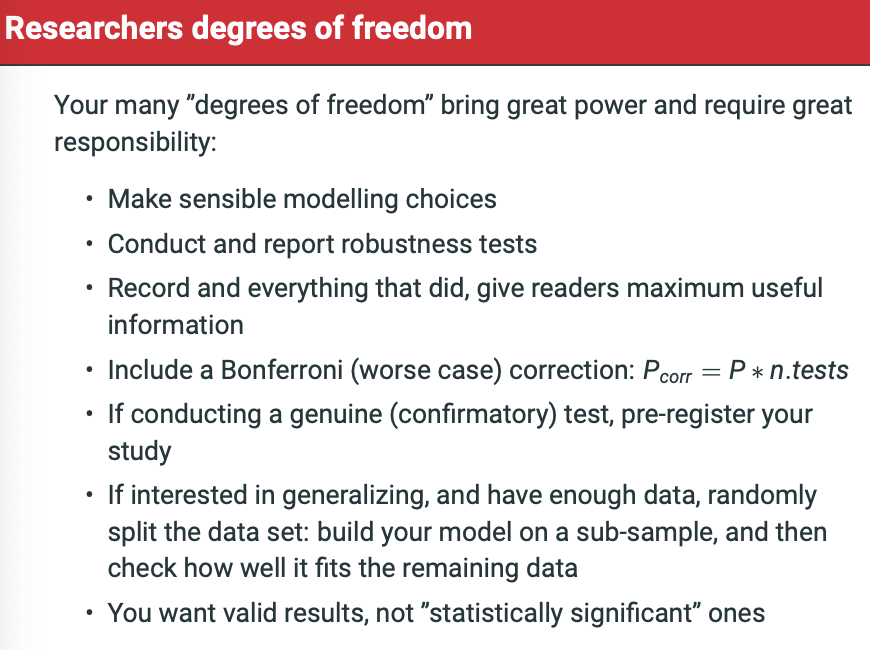 Researchers degrees of freedom
Your many ”degrees of freedom” bring great power and require great
responsibility:
• Make sensible modelling choices
• Conduct and report robustness tests
• Record and everything that did, give readers maximum useful
information
• Include a Bonferroni (worse case) correction: P_corr = P ∗ n.tests
• If conducting a genuine (confirmatory) test, pre-register your
study
• If interested in generalizing, and have enough data, randomly
split the data set: build your model on a sub-sample, and then
check how well it fits the remaining data
• You want valid results, not ”statistically significant” ones